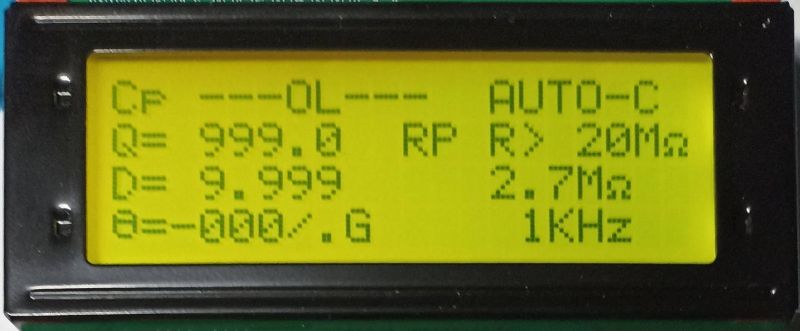 Cp ---OL--- AUTO-C
Q= 999.0 RP R> 20MΩ
D= 9.999 2.7MΩ
θ=-000/.G 1KHz